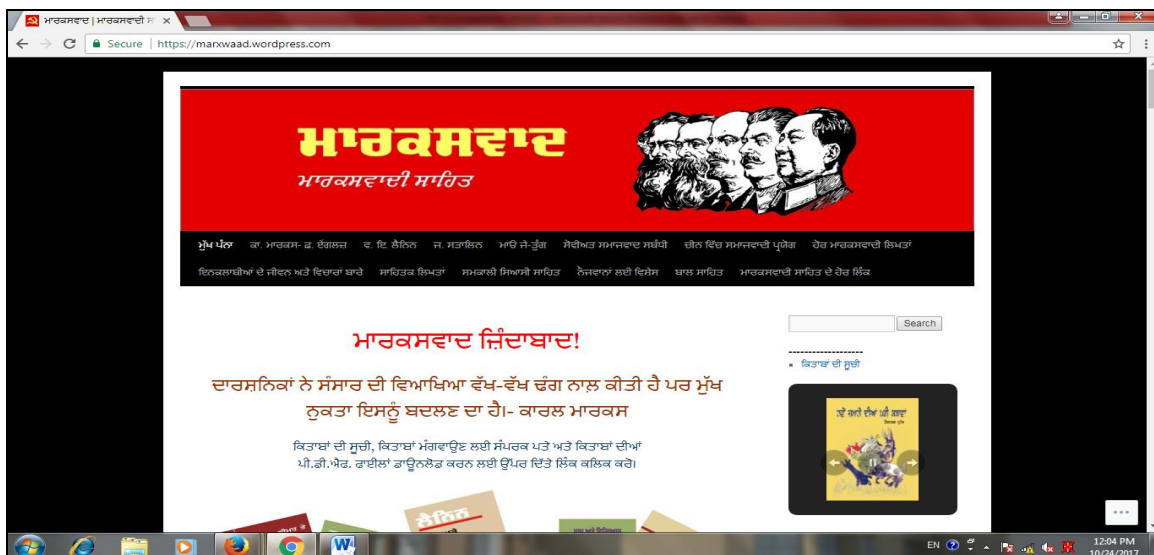 ਮਾਰਕਸਵਾਦ | ਮਾਰਕਸਵਾਦੀ ਸ
Secure | https://marxwaad.wordpress.com
ਮਾਰਕਸਵਾਦ
ਮਾਰਕਸਵਾਦੀ ਸਾਹਿਤ
ਮੁੱਖ ਪੰਨਾ ਕਾ. ਮਾਰਕਸ- ਫ਼. ਏਂਗਲਜ਼ ਵ. ਇ. ਲੈਨਿਨ ਜ. ਸਤਾਲਿਨ ਮਾਓ ਜ਼ੇ-ਤੁੰਗ ਸੋਵੀਅਤ ਸਮਾਜਵਾਦ ਸਬੰਧੀ ਚੀਨ ਵਿੱਚ ਸਮਾਜਵਾਦੀ ਪ੍ਰਯੋਗ ਹੋਰ ਮਾਰਕਸਵਾਦੀ ਲਿਖਤਾਂ
ਇਨਕਲਾਬੀਆਂ ਦੇ ਜੀਵਨ ਅਤੇ ਵਿਚਾਰਾਂ ਬਾਰੇ ਸਾਹਿਤਕ ਲਿਖਤਾਂ ਸਮਕਾਲੀ ਸਿਆਸੀ ਸਾਹਿਤ ਨੌਜਵਾਨਾਂ ਲਈ ਵਿਸ਼ੇਸ ਬਾਲ ਸਾਹਿਤ ਮਾਰਕਸਵਾਦੀ ਸਾਹਿਤ ਦੇ ਹੋਰ ਲਿੰਕ
Search
ਮਾਰਕਸਵਾਦ ਜ਼ਿੰਦਾਬਾਦ!
ਕਿਤਾਬਾਂ ਦੀ ਸੂਚੀ
ਦਾਰਸ਼ਨਿਕਾਂ ਨੇ ਸੰਸਾਰ ਦੀ ਵਿਆਖਿਆ ਵੱਖ-ਵੱਖ ਢੰਗ ਨਾਲ਼ ਕੀਤੀ ਹੈ ਪਰ ਮੁੱਖ
ਨੁਕਤਾ ਇਸਨੂੰ ਬਦਲਣ ਦਾ ਹੈ।- ਕਾਰਲ ਮਾਰਕਸ
ਕਿਤਾਬਾਂ ਦੀ ਸੂਚੀ, ਕਿਤਾਬਾਂ ਮੰਗਵਾਉਣ ਲਈ ਸੰਪਰਕ ਪਤੇ ਅਤੇ ਕਿਤਾਬਾਂ ਦੀਆਂ
ਪੀ.ਡੀ.ਐਫ. ਫਾਈਲਾਂ ਡਾਊਨਲੋਡ ਕਰਨ ਲਈ ਉੱਪਰ ਦਿੱਤੇ ਲਿੰਕ ਕਲਿਕ ਕਰੋ।
ਲੈਨਿਨ
EN
12:04 PM
10/24/2017